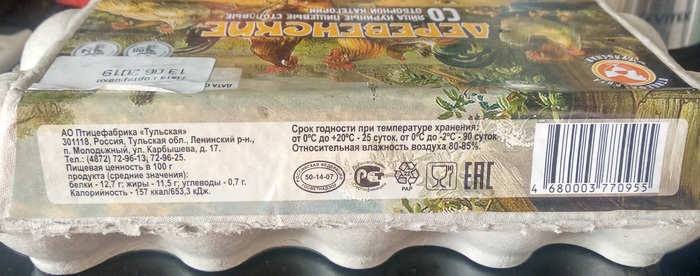 ДЕРЕВЕНСКИЕ
ЯЙЦА КУРИНЫЕ ПИЩЕВЫЕ СТОЛОВЫЕ
СО ОТБОРНОЙ КАТЕГОРИИ
Дата сортировки
13 06 2019
АО Птицефабрика «Тульская»
301118, Россия, Тульская обл., Ленинский р-н.,
п. Молодежный, ул. Карбышева, д. 17.
Тел.: (4872) 72-96-13, 72-96-25.
Пищевая ценность в 100 г
продукта (средние значения):
белки - 12,7 г; жиры - 11,5 г; углеводы - 0,7 г.
Калорийность - 157 ккал/653,3 кДж.
Срок годности при температуре хранения:
от 0°С до +20°С - 25 суток, от 0°С до -2°С - 90 суток
Относительная влажность воздуха 80-85%.
50-14-07
РСТ
PAP
EAC
4 680003 770955